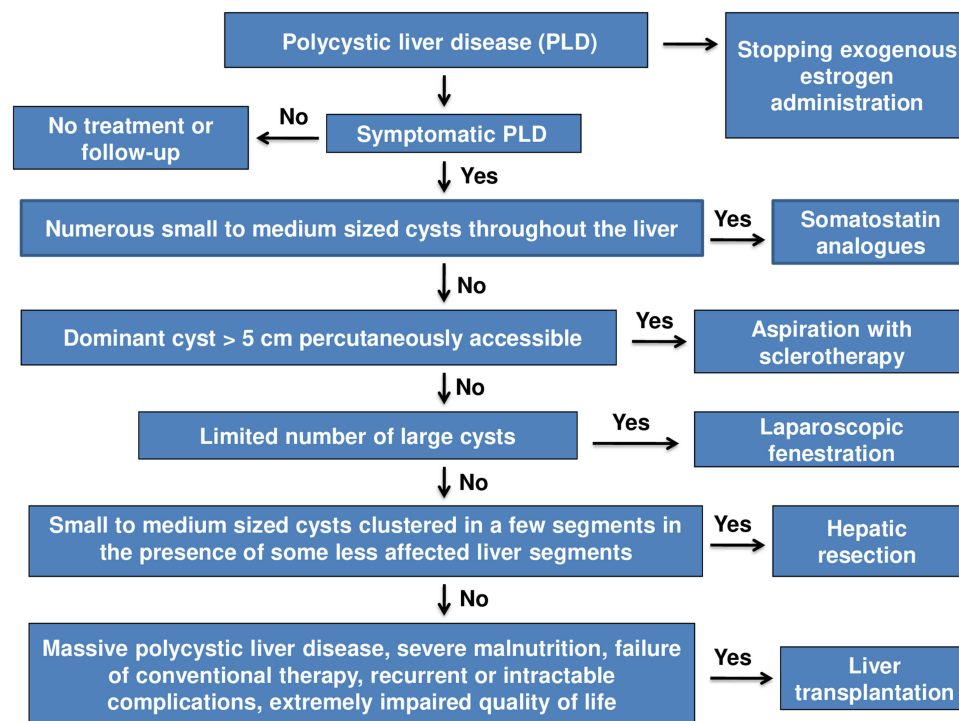 Polycystic liver disease (PLD)
Stopping exogenous
estrogen
administration
No treatment or
follow-up
No
Symptomatic PLD
Yes
Numerous small to medium sized cysts throughout the liver
Yes
Somatostatin
analogues
No
Dominant cyst > 5 cm percutaneously accessible
Yes
Aspiration with
sclerotherapy
No
Limited number of large cysts
Yes
Laparoscopic
fenestration
No
Small to medium sized cysts clustered in a few segments in
the presence of some less affected liver segments
Yes
Hepatic
resection
No
Massive polycystic liver disease, severe malnutrition, failure
of conventional therapy, recurrent or intractable
complications, extremely impaired quality of life
Yes
Liver
transplantation